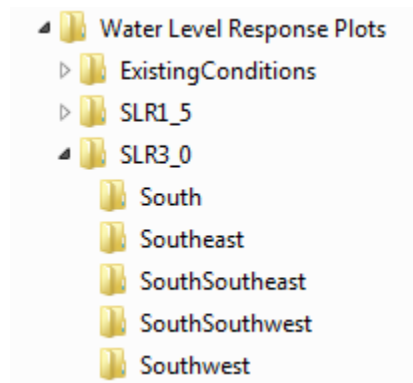 Water Level Response Plots
ExistingConditions
SLR1_5
SLR3_0
South
Southeast
SouthSoutheast
SouthSouthwest
Southwest